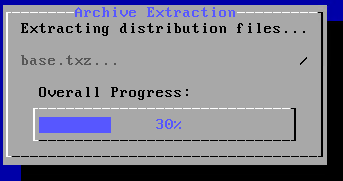 Archive Extraction
Extracting distribution files...
base.txz... /
Overall Progress:
30%